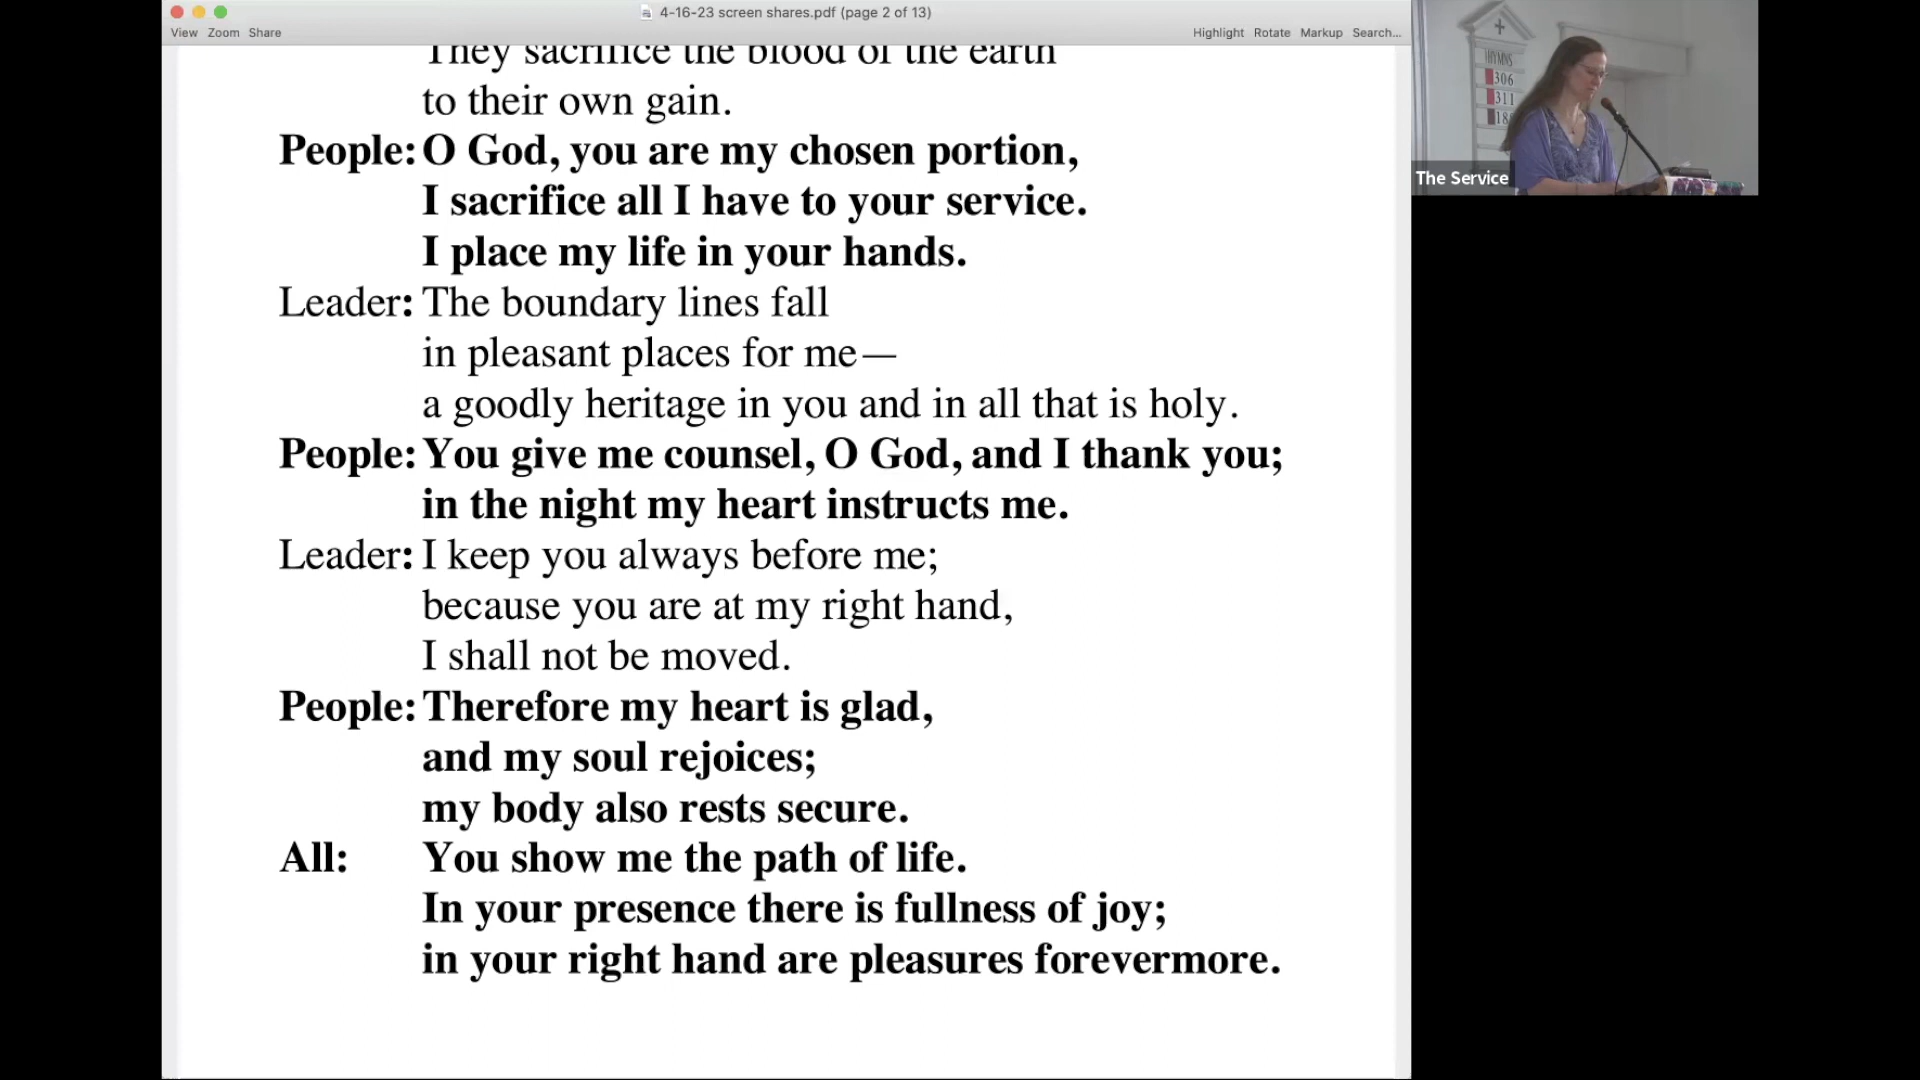 4-16-23 screen shares.pdf (page 2 of 13)
View Zoom Share
Highlight Rotate Markup Search...
They sacrifice the blood of the earth
to their own gain.
People: O God, you are my chosen portion,
I sacrifice all I have to your service.
I place my life in your hands.
Leader: The boundary lines fall
in pleasant places for me—
a goodly heritage in you and in all that is holy.
People: You give me counsel, O God, and I thank you;
in the night my heart instructs me.
Leader: I keep you always before me;
because you are at my right hand,
I shall not be moved.
People: Therefore my heart is glad,
and my soul rejoices;
my body also rests secure.
All: You show me the path of life.
In your presence there is fullness of joy;
in your right hand are pleasures forevermore.
HYMNS
306
311
The Service